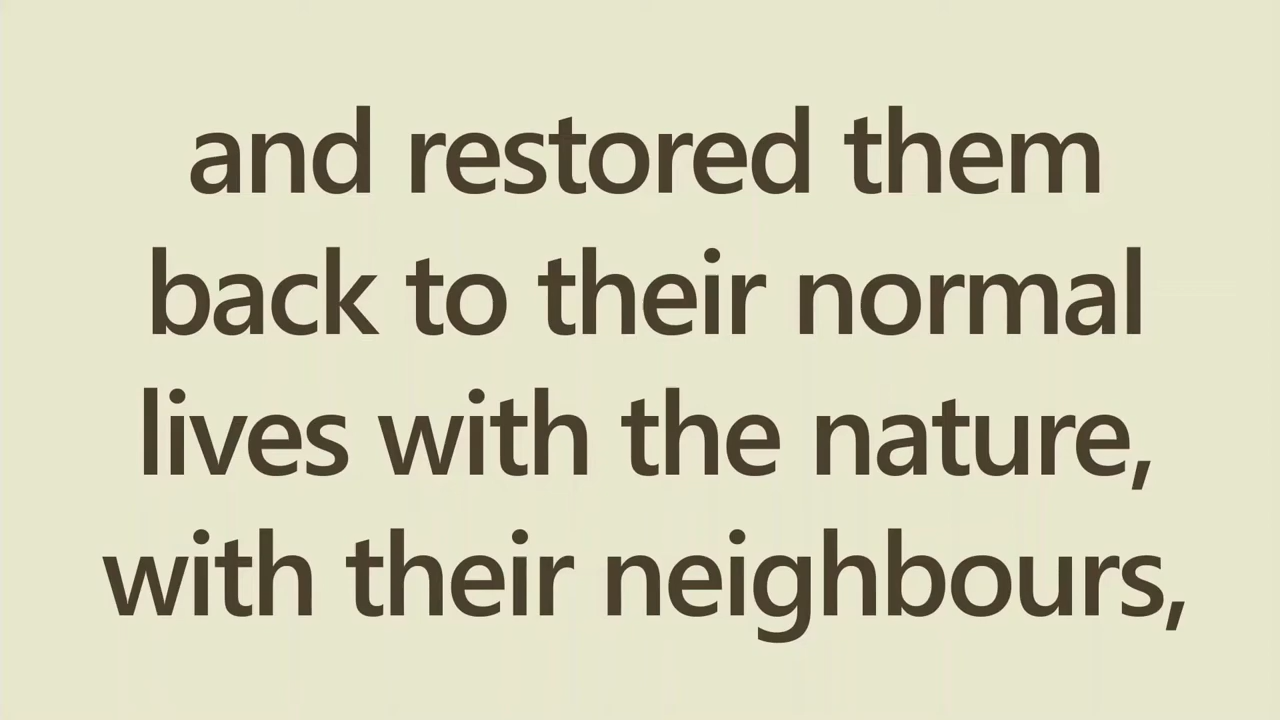 and restored them
back to their normal
lives with the nature,
with their neighbours,